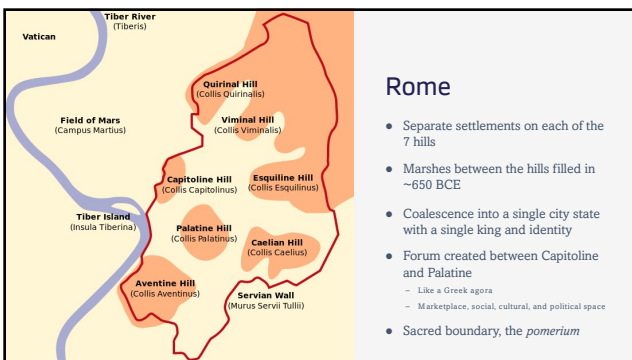 Tiber River
(Tiberis)
Vatican
Quirinal Hill
(Collis Quirinalis)
Field of Mars
(Campus Martius)
Viminal Hill
(Collis Viminalis)
Capitoline Hill
(Collis Capitolinus)
Esquiline Hill
(Collis Esquilinus)
Tiber Island
(Insula Tiberina)
Palatine Hill
(Collis Palatinus)
Caelian Hill
(Collis Caelius)
Aventine Hill
(Collis Aventinus)
Servian Wall
(Murus Servii Tullii)
Rome
● Separate settlements on each of the
7 hills
● Marshes between the hills filled in
~650 BCE
● Coalescence into a single city state
with a single king and identity
● Forum created between Capitoline
and Palatine
– Like a Greek agora
– Marketplace, social, cultural, and political space
● Sacred boundary, the pomerium